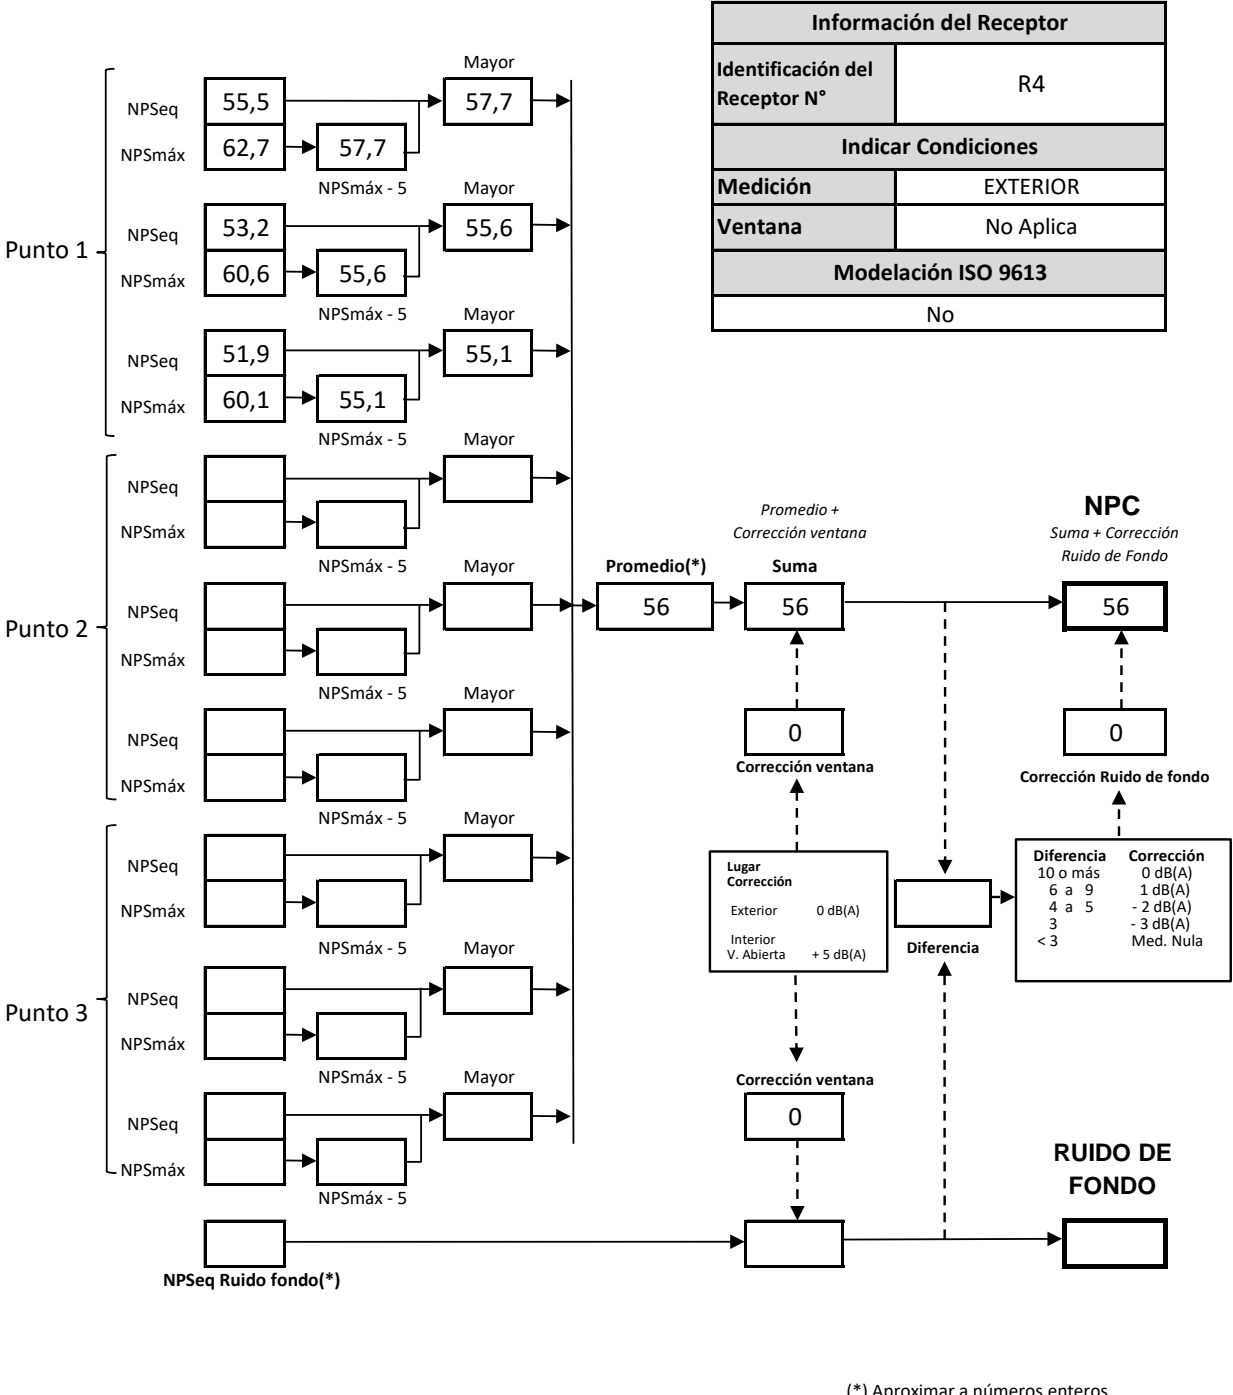 Información del Receptor
Identificación del Receptor N°
R4
Indicar Condiciones
Medición
EXTERIOR
Ventana
No Aplica
Modelación ISO 9613
No
Punto 1
Mayor
NPSeq
55,5
57,7
NPSmáx
62,7
57,7
NPSmáx - 5
Mayor
NPSeq
53,2
55,6
NPSmáx
60,6
55,6
NPSmáx - 5
Mayor
NPSeq
51,9
55,1
NPSmáx
60,1
55,1
NPSmáx - 5
Punto 2
Mayor
NPSeq
NPSmáx
NPSmáx - 5
Mayor
NPSeq
NPSmáx
NPSmáx - 5
Mayor
NPSeq
NPSmáx
NPSmáx - 5
Punto 3
Mayor
NPSeq
NPSmáx
NPSmáx - 5
Mayor
NPSeq
NPSmáx
NPSmáx - 5
Mayor
NPSeq
NPSmáx
NPSmáx - 5
NPSeq Ruido fondo(*)
Promedio(*)
56
Promedio +
Corrección ventana
Suma
56
0
Corrección ventana
Lugar
Corrección
Exterior 0 dB(A)
Interior
V. Abierta + 5 dB(A)
Corrección ventana
0
Diferencia
NPC
Suma + Corrección
Ruido de Fondo
56
0
Corrección Ruido de fondo
Diferencia Corrección
10 o más 0 dB(A)
6 a 9 1 dB(A)
4 a 5 - 2 dB(A)
3 - 3 dB(A)
< 3 Med. Nula
RUIDO DE
FONDO
(*) Aproximar a números enteros